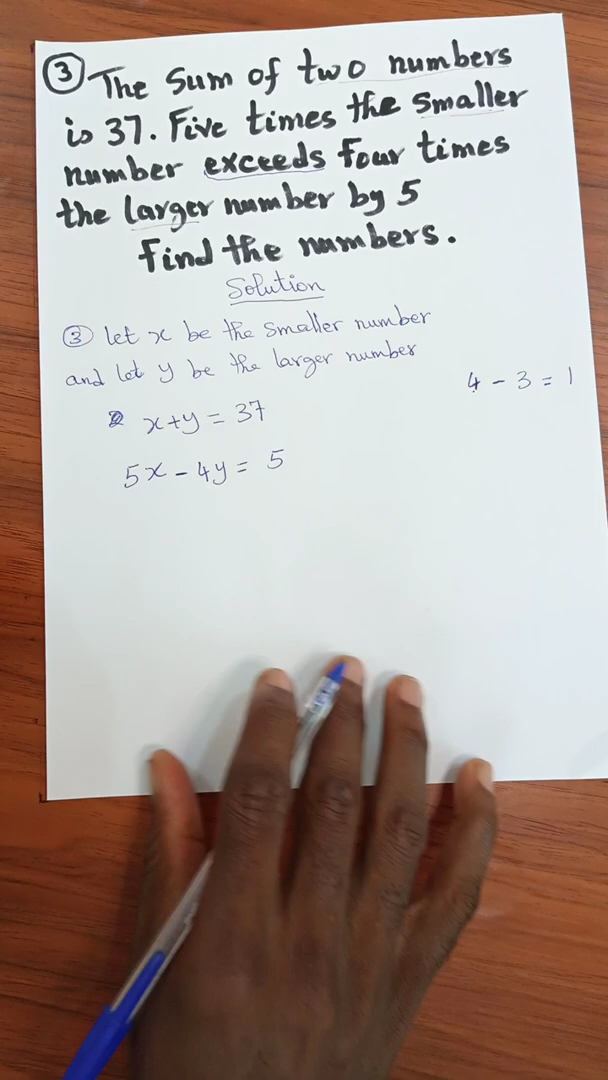 ③ The sum of two numbers
is 37. Five times the smaller
number exceeds four times
the larger number by 5
Find the numbers.
Solution
③ let x be the smaller number
and let y be the larger number
4 - 3 = 1
x + y = 37
5x - 4y = 5